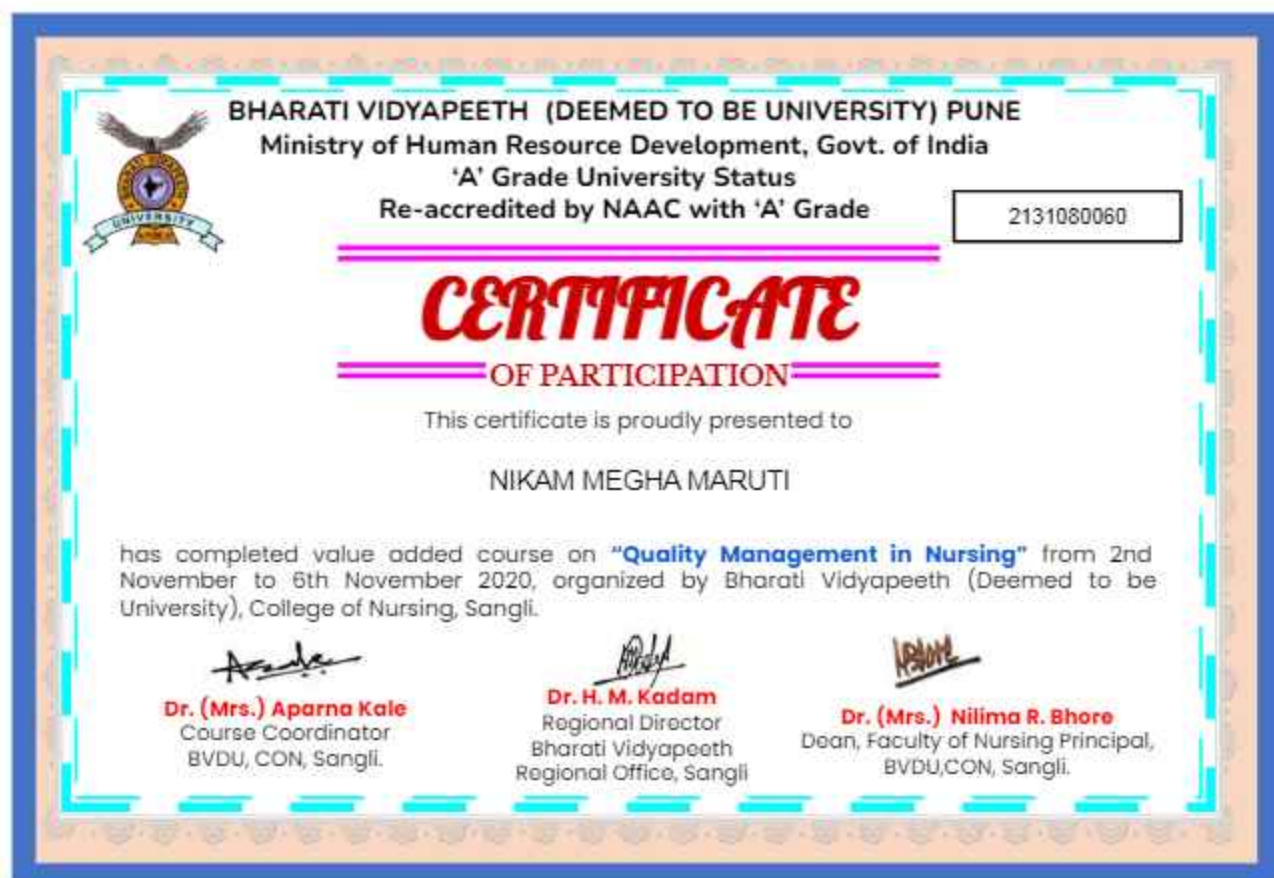 BHARATI VIDYAPEETH (DEEMED TO BE UNIVERSITY) PUNE
Ministry of Human Resource Development, Govt. of India
‘A’ Grade University Status
Re-accredited by NAAC with ‘A’ Grade
2131080060
BHARATI VIDYAPEETH
UNIVERSITY
CERTIFICATE
OF PARTICIPATION
This certificate is proudly presented to
NIKAM MEGHA MARUTI
has completed value added course on “Quality Management in Nursing” from 2nd
November to 6th November 2020, organized by Bharati Vidyapeeth (Deemed to be
University), College of Nursing, Sangli.
Dr. (Mrs.) Aparna Kale
Course Coordinator
BVDU, CON, Sangli.
Dr. H. M. Kadam
Regional Director
Bharati Vidyapeeth
Regional Office, Sangli
Dr. (Mrs.) Nilima R. Bhore
Dean, Faculty of Nursing Principal,
BVDU,CON, Sangli.